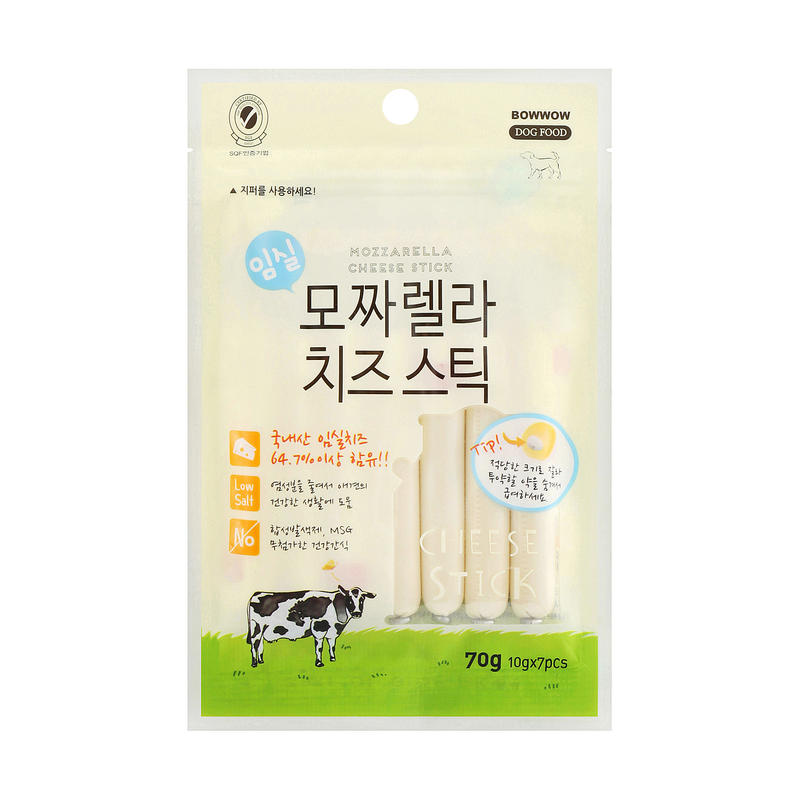 SQF인증기업
BOWWOW
DOG FOOD
▲ 지퍼를 사용하세요!
임실
MOZZARELLA
CHEESE STICK
모짜렐라
치즈 스틱
국내산 임실치즈
64.7%이상 함유!!
Low
Salt
염성분을 줄여서 애견의
건강한 생활에 도움
No
합성발색제, MSG
무첨가한 건강간식
Tip!
적당한 크기로 잘라
투약할 약을 숨겨서
급여하세요
CHEESE
STICK
70g 10gx7pcs